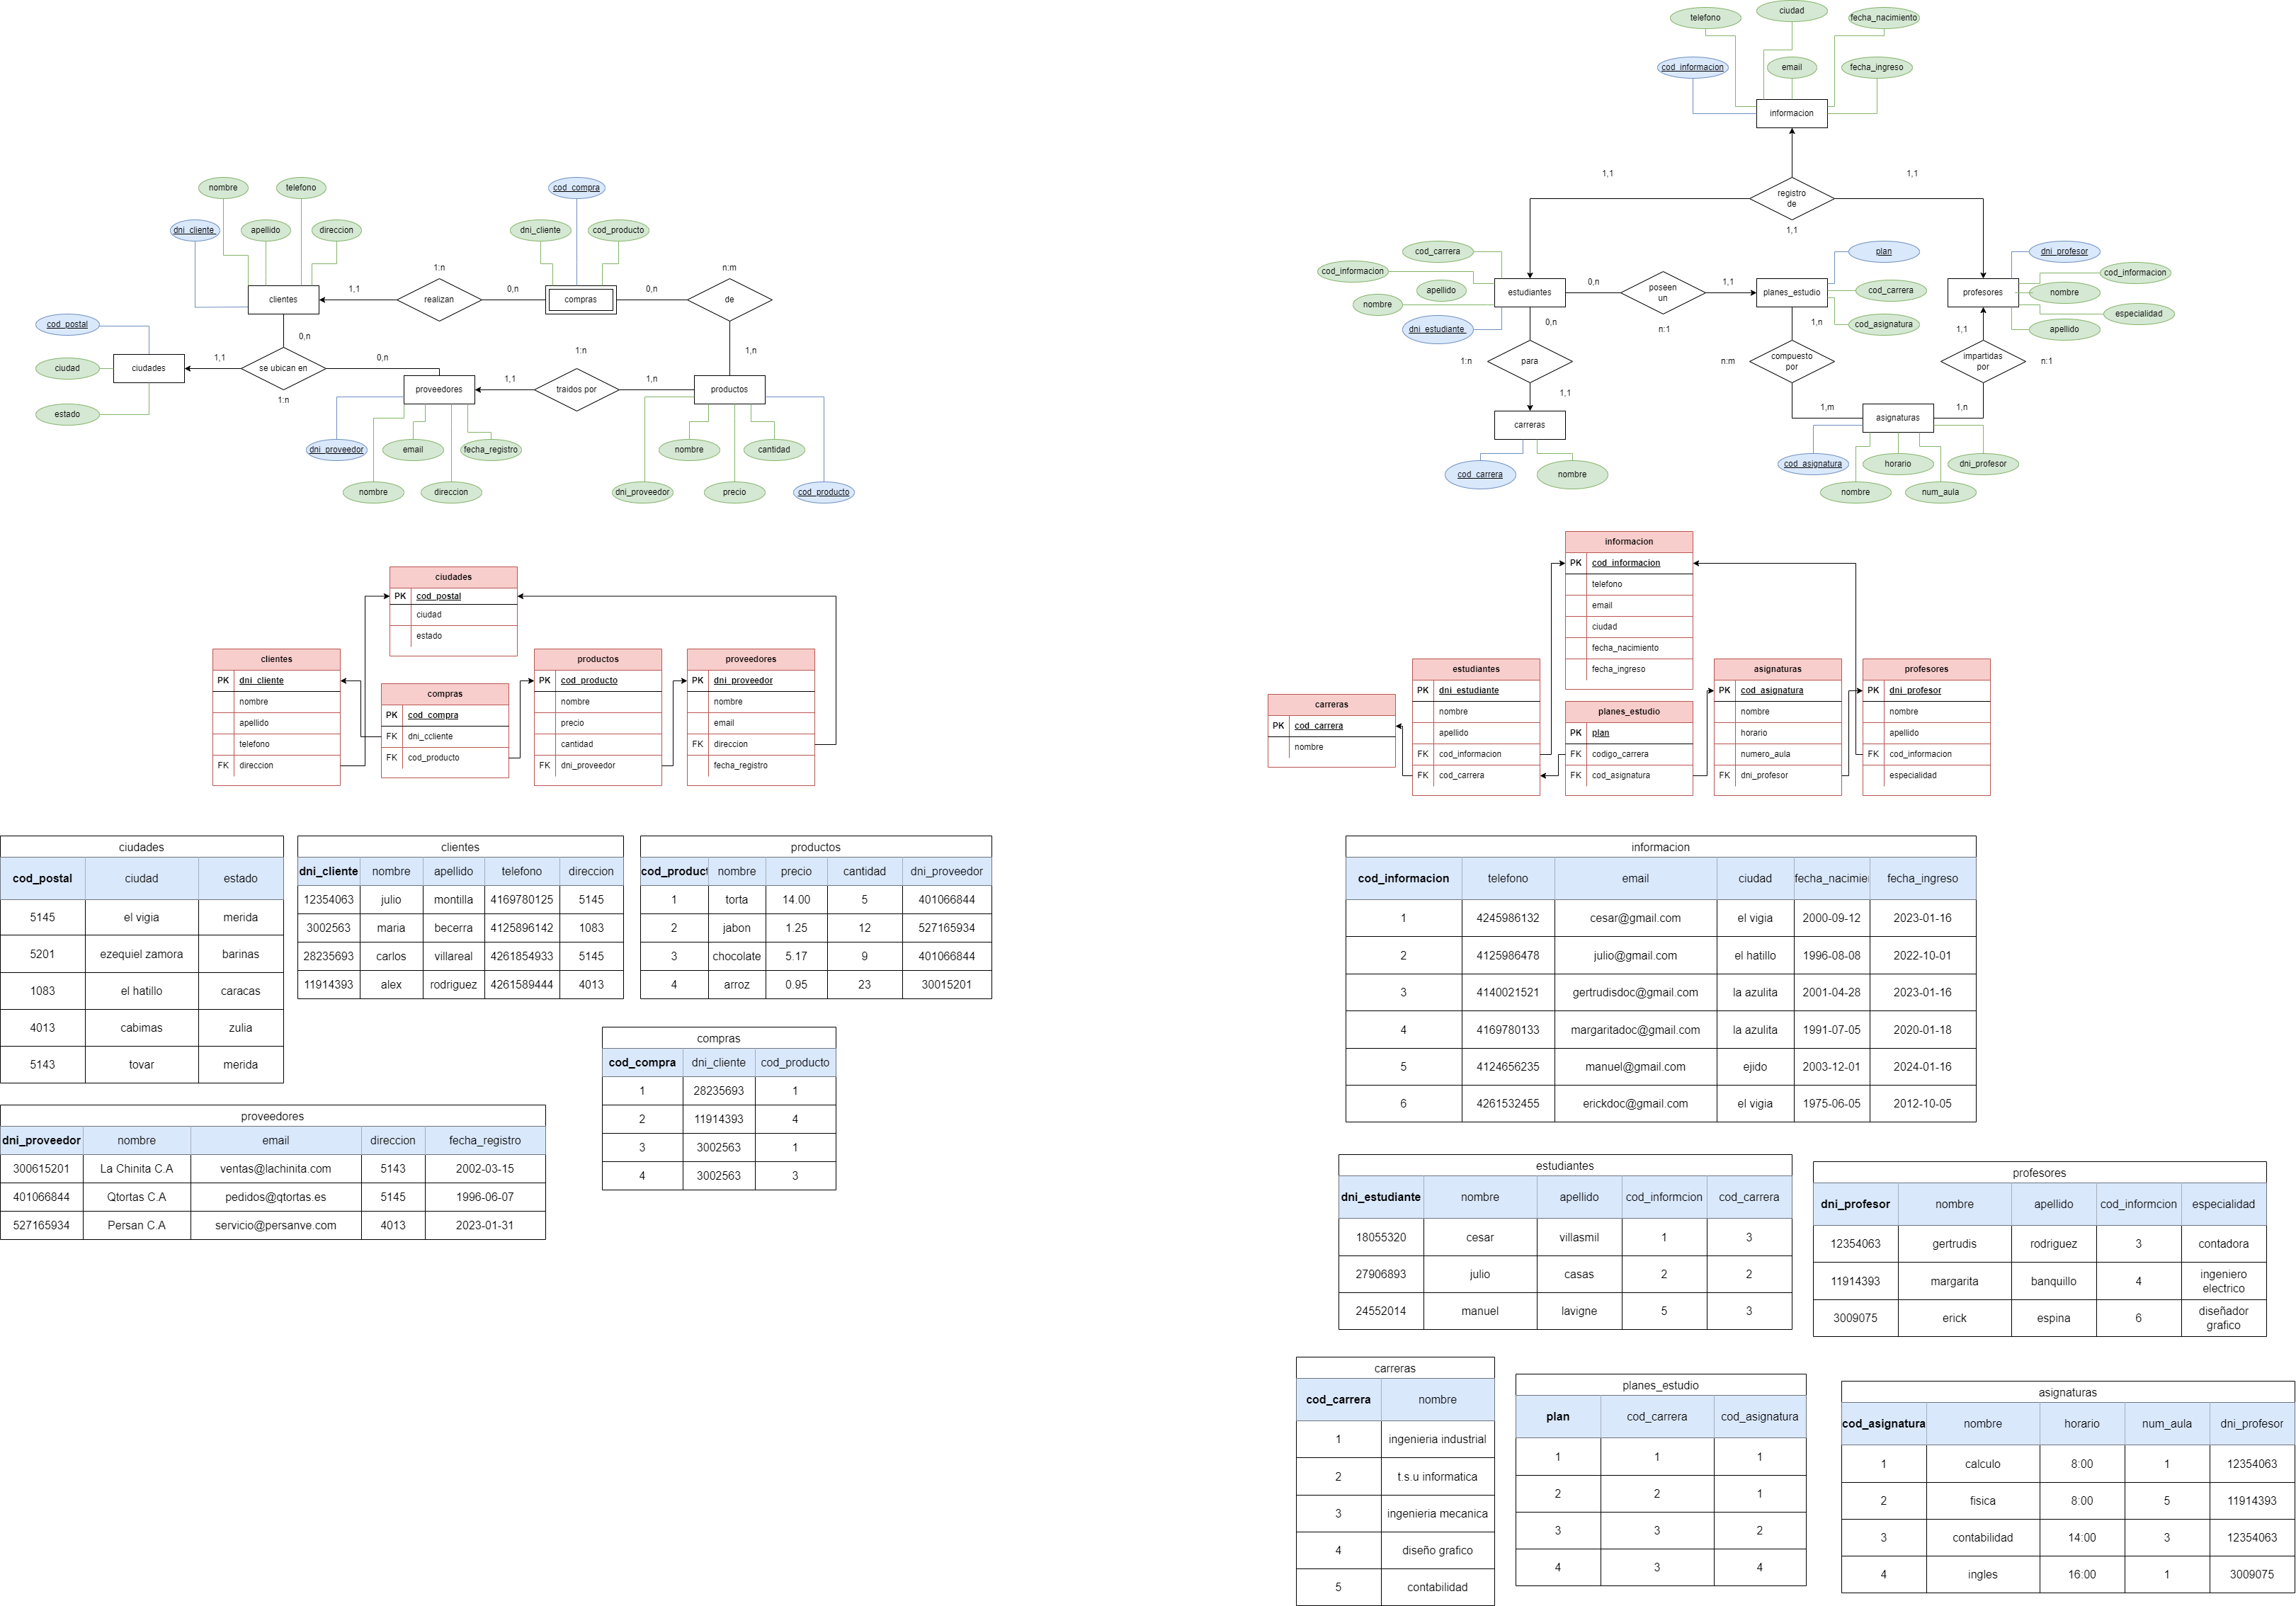 nombre
telefono
dni_cliente
apellido
direccion
clientes
cod_compra
dni_cliente
cod_producto
1:n
n:m
1,1
realizan
0,n
compras
0,n
de
cod_postal
0,n
ciudad
ciudades
1,1
se ubican en
0,n
1:n
1,n
estado
1:n
proveedores
1,1
traidos por
1,n
productos
dni_proveedor
email
fecha_registro
nombre
cantidad
nombre
direccion
dni_proveedor
precio
cod_producto
ciudades
PK cod_postal
ciudad
estado
clientes
PK dni_cliente
nombre
apellido
telefono
FK direccion
compras
PK cod_compra
FK dni_ccliente
FK cod_producto
productos
PK cod_producto
nombre
precio
cantidad
FK dni_proveedor
proveedores
PK dni_proveedor
nombre
email
FK direccion
fecha_registro
ciudades
cod_postal ciudad estado
5145 el vigia merida
5201 ezequiel zamora barinas
1083 el hatillo caracas
4013 cabimas zulia
5143 tovar merida
clientes
dni_cliente nombre apellido telefono direccion
12354063 julio montilla 4169780125 5145
3002563 maria becerra 4125896142 1083
28235693 carlos villareal 4261854933 5145
11914393 alex rodriguez 4261589444 4013
productos
cod_product nombre precio cantidad dni_proveedor
1 torta 14.00 5 401066844
2 jabon 1.25 12 527165934
3 chocolate 5.17 9 401066844
4 arroz 0.95 23 30015201
compras
cod_compra dni_cliente cod_producto
1 28235693 1
2 11914393 4
3 3002563 1
4 3002563 3
proveedores
dni_proveedor nombre email direccion fecha_registro
300615201 La Chinita C.A ventas@lachinita.com 5143 2002-03-15
401066844 Qtortas C.A pedidos@qtortas.es 5145 1996-06-07
527165934 Persan C.A servicio@persanve.com 4013 2023-01-31
telefono
ciudad
fecha_nacimiento
cod_informacion
email
fecha_ingreso
informacion
1,1
1,1
registro
de
1,1
cod_carrera
cod_informacion
apellido
nombre
dni_estudiante
estudiantes
0,n
poseen
un
1,1
n:1
planes_estudio
plan
cod_carrera
cod_asignatura
profesores
dni_profesor
cod_informacion
nombre
especialidad
apellido
0,n
1:n
para
1,1
carreras
cod_carrera
nombre
1,n
n:m
compuesto
por
1,m
1,1
impartidas
por
n:1
1,n
asignaturas
cod_asignatura
horario
dni_profesor
nombre
num_aula
informacion
PK cod_informacion
telefono
email
ciudad
fecha_nacimiento
fecha_ingreso
carreras
PK cod_carrera
nombre
estudiantes
PK dni_estudiante
nombre
apellido
FK cod_informacion
FK cod_carrera
planes_estudio
PK plan
FK codigo_carrera
FK cod_asignatura
asignaturas
PK cod_asignatura
nombre
horario
numero_aula
FK dni_profesor
profesores
PK dni_profesor
nombre
apellido
FK cod_informacion
especialidad
informacion
cod_informacion telefono email ciudad fecha_nacimie fecha_ingreso
1 4245986132 cesar@gmail.com el vigia 2000-09-12 2023-01-16
2 4125986478 julio@gmail.com el hatillo 1996-08-08 2022-10-01
3 4140021521 gertrudisdoc@gmail.com la azulita 2001-04-28 2023-01-16
4 4169780133 margaritadoc@gmail.com la azulita 1991-07-05 2020-01-18
5 4124656235 manuel@gmail.com ejido 2003-12-01 2024-01-16
6 4261532455 erickdoc@gmail.com el vigia 1975-06-05 2012-10-05
estudiantes
dni_estudiante nombre apellido cod_informcion cod_carrera
18055320 cesar villasmil 1 3
27906893 julio casas 2 2
24552014 manuel lavigne 5 3
profesores
dni_profesor nombre apellido cod_informcion especialidad
12354063 gertrudis rodriguez 3 contadora
11914393 margarita banquillo 4 ingeniero
electrico
3009075 erick espina 6 diseñador
grafico
carreras
cod_carrera nombre
1 ingenieria industrial
2 t.s.u informatica
3 ingenieria mecanica
4 diseño grafico
5 contabilidad
planes_estudio
plan cod_carrera cod_asignatura
1 1 1
2 2 1
3 3 2
4 3 4
asignaturas
cod_asignatura nombre horario num_aula dni_profesor
1 calculo 8:00 1 12354063
2 fisica 8:00 5 11914393
3 contabilidad 14:00 3 12354063
4 ingles 16:00 1 3009075